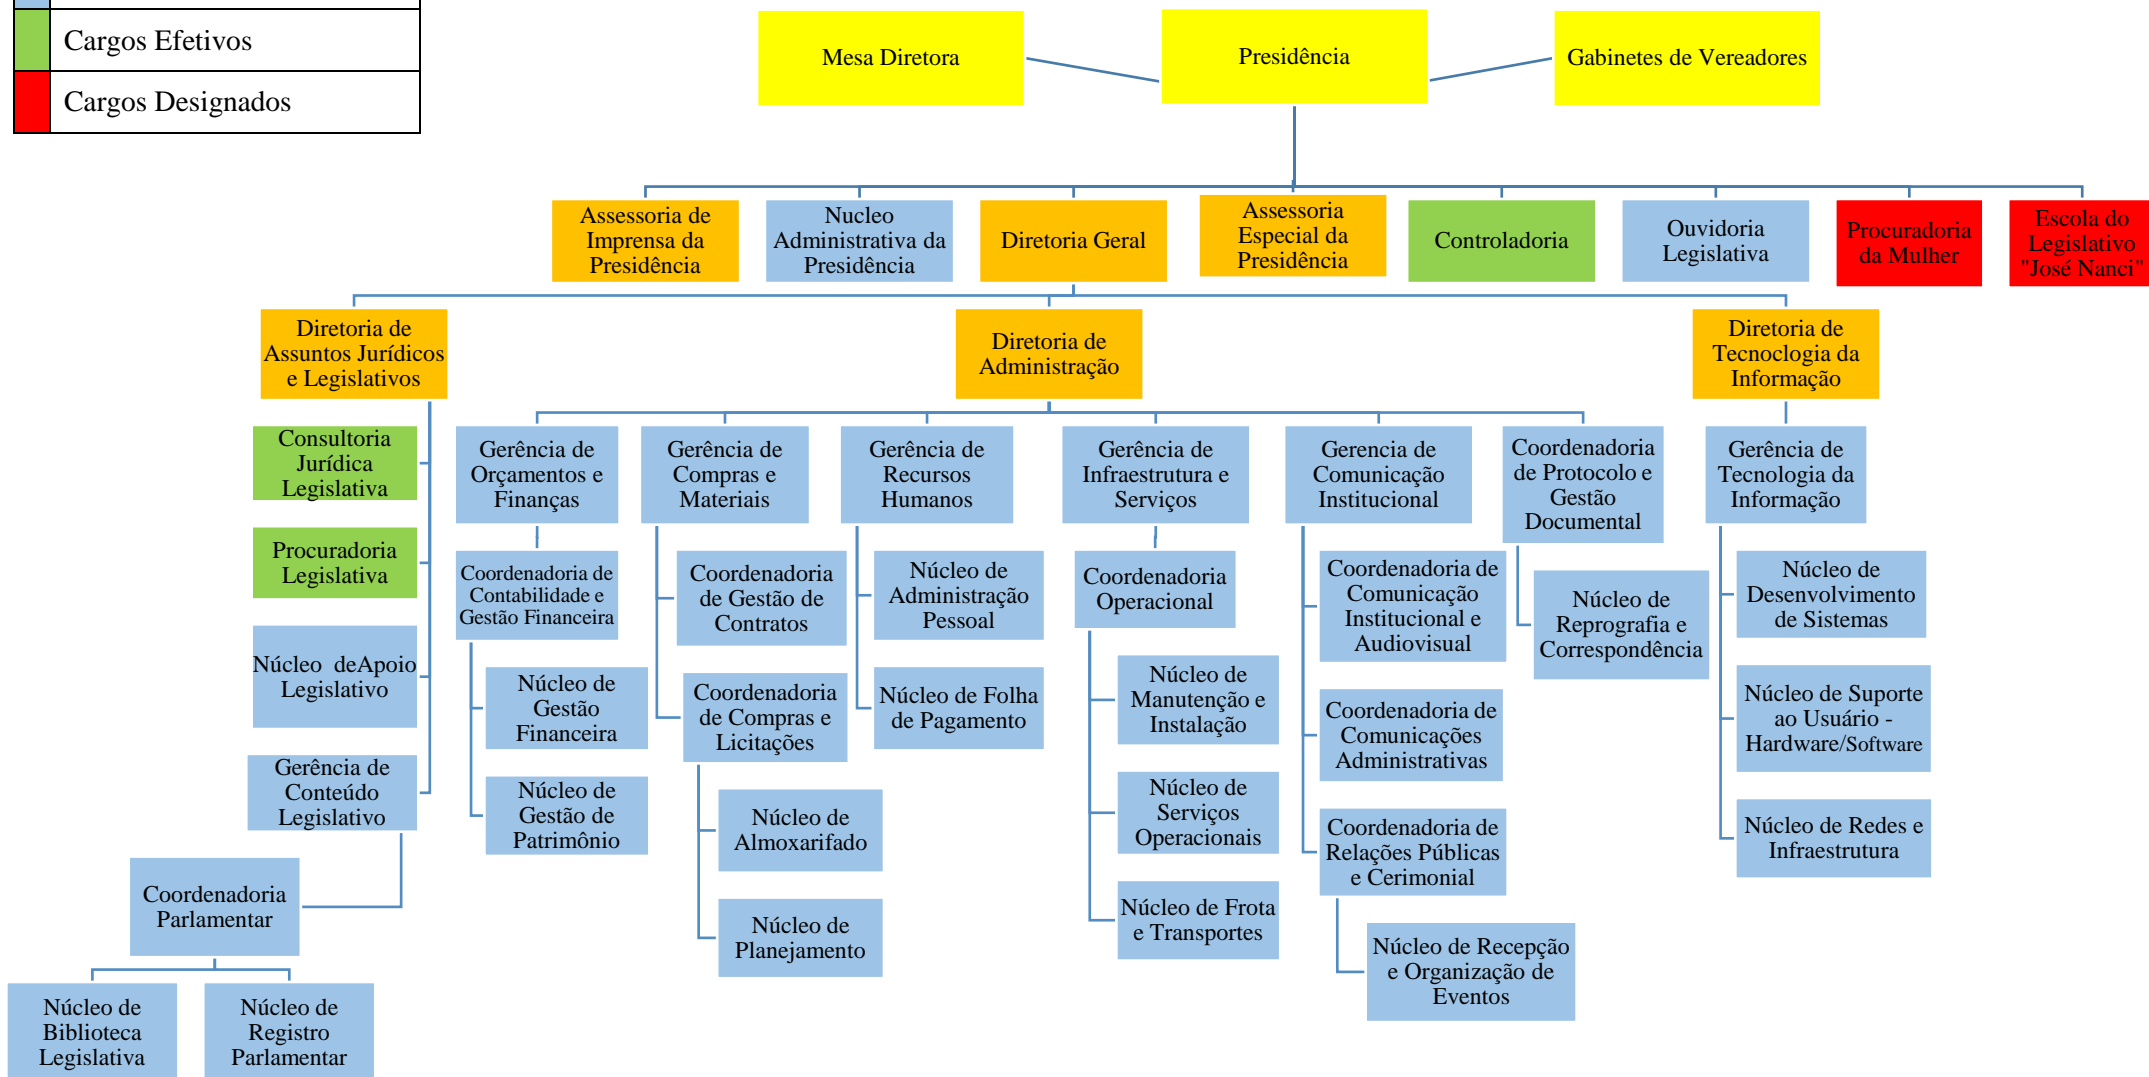 Cargos Efetivos
Cargos Designados
Mesa Diretora
Presidência
Gabinetes de Vereadores
Assessoria de
Imprensa da
Presidência
Nucleo
Administrativa da
Presidência
Diretoria Geral
Assessoria
Especial da
Presidência
Controladoria
Ouvidoria
Legislativa
Procuradoria
da Mulher
Escola do
Legislativo
"José Nanci"
Diretoria de
Assuntos Jurídicos
e Legislativos
Diretoria de
Administração
Diretoria de
Tecnoclogia da
Informação
Consultoria
Jurídica
Legislativa
Procuradoria
Legislativa
Núcleo deApoio
Legislativo
Gerência de
Conteúdo
Legislativo
Coordenadoria
Parlamentar
Núcleo de
Biblioteca
Legislativa
Núcleo de
Registro
Parlamentar
Gerência de
Orçamentos e
Finanças
Coordenadoria de
Contabilidade e
Gestão Financeira
Núcleo de
Gestão
Financeira
Núcleo de
Gestão de
Patrimônio
Gerência de
Compras e
Materiais
Coordenadoria
de Gestão de
Contratos
Coordenadoria
de Compras e
Licitações
Núcleo de
Almoxarifado
Núcleo de
Planejamento
Gerência de
Recursos
Humanos
Núcleo de
Administração
Pessoal
Núcleo de Folha
de Pagamento
Gerência de
Infraestrutura e
Serviços
Coordenadoria
Operacional
Núcleo de
Manutenção e
Instalação
Núcleo de
Serviços
Operacionais
Núcleo de Frota
e Transportes
Gerencia de
Comunicação
Institucional
Coordenadoria de
Comunicação
Institucional e
Audiovisual
Coordenadoria de
Comunicações
Administrativas
Coordenadoria de
Relações Públicas
e Cerimonial
Núcleo de Recepção
e Organização de
Eventos
Coordenadoria
de Protocolo e
Gestão
Documental
Núcleo de
Reprografia e
Correspondência
Gerência de
Tecnologia da
Informação
Núcleo de
Desenvolvimento
de Sistemas
Núcleo de Suporte
ao Usuário -
Hardware/Software
Núcleo de Redes e
Infraestrutura